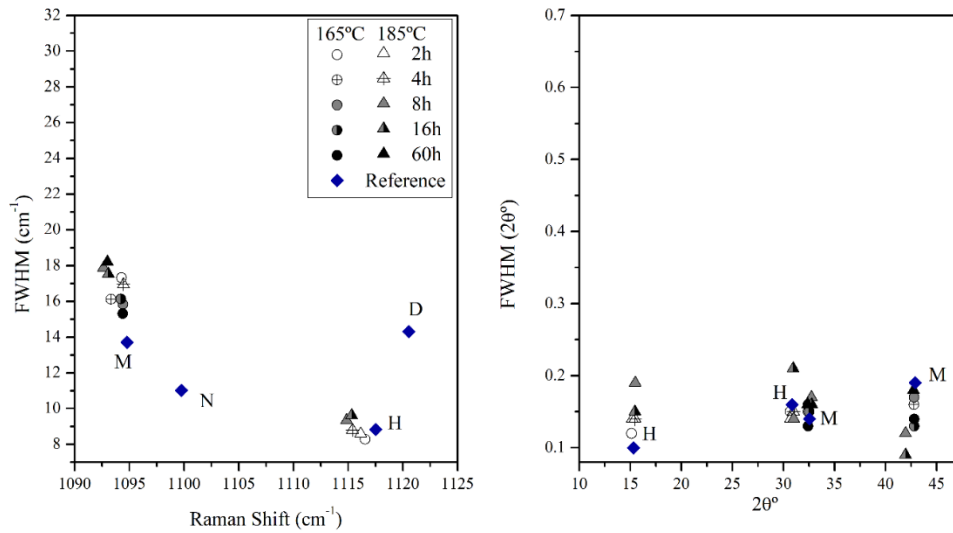 32
30
28
26
24
22
20
18
16
14
12
10
8
1090 1095 1100 1105 1110 1115 1120 1125
Raman Shift (cm-1)
FWHM (cm-1)
165ºC 185ºC
2h
4h
8h
16h
60h
Reference
M
N
H
D
0.7
0.6
0.5
0.4
0.3
0.2
0.1
10 15 20 25 30 35 40 45
2θº
FWHM (2θº)
H
H
M
M